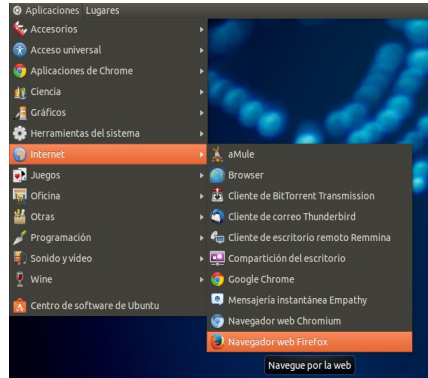 Aplicaciones Lugares
Accesorios
Acceso universal
Aplicaciones de Chrome
Ciencia
Gráficos
Herramientas del sistema
Internet
Juegos
Oficina
Otras
Programación
Sonido y vídeo
Wine
Centro de software de Ubuntu
aMule
Browser
Cliente de BitTorrent Transmission
Cliente de correo Thunderbird
Cliente de escritorio remoto Remmina
Compartición del escritorio
Google Chrome
Mensajería instantánea Empathy
Navegador web Chromium
Navegador web Firefox
Navegue por la web